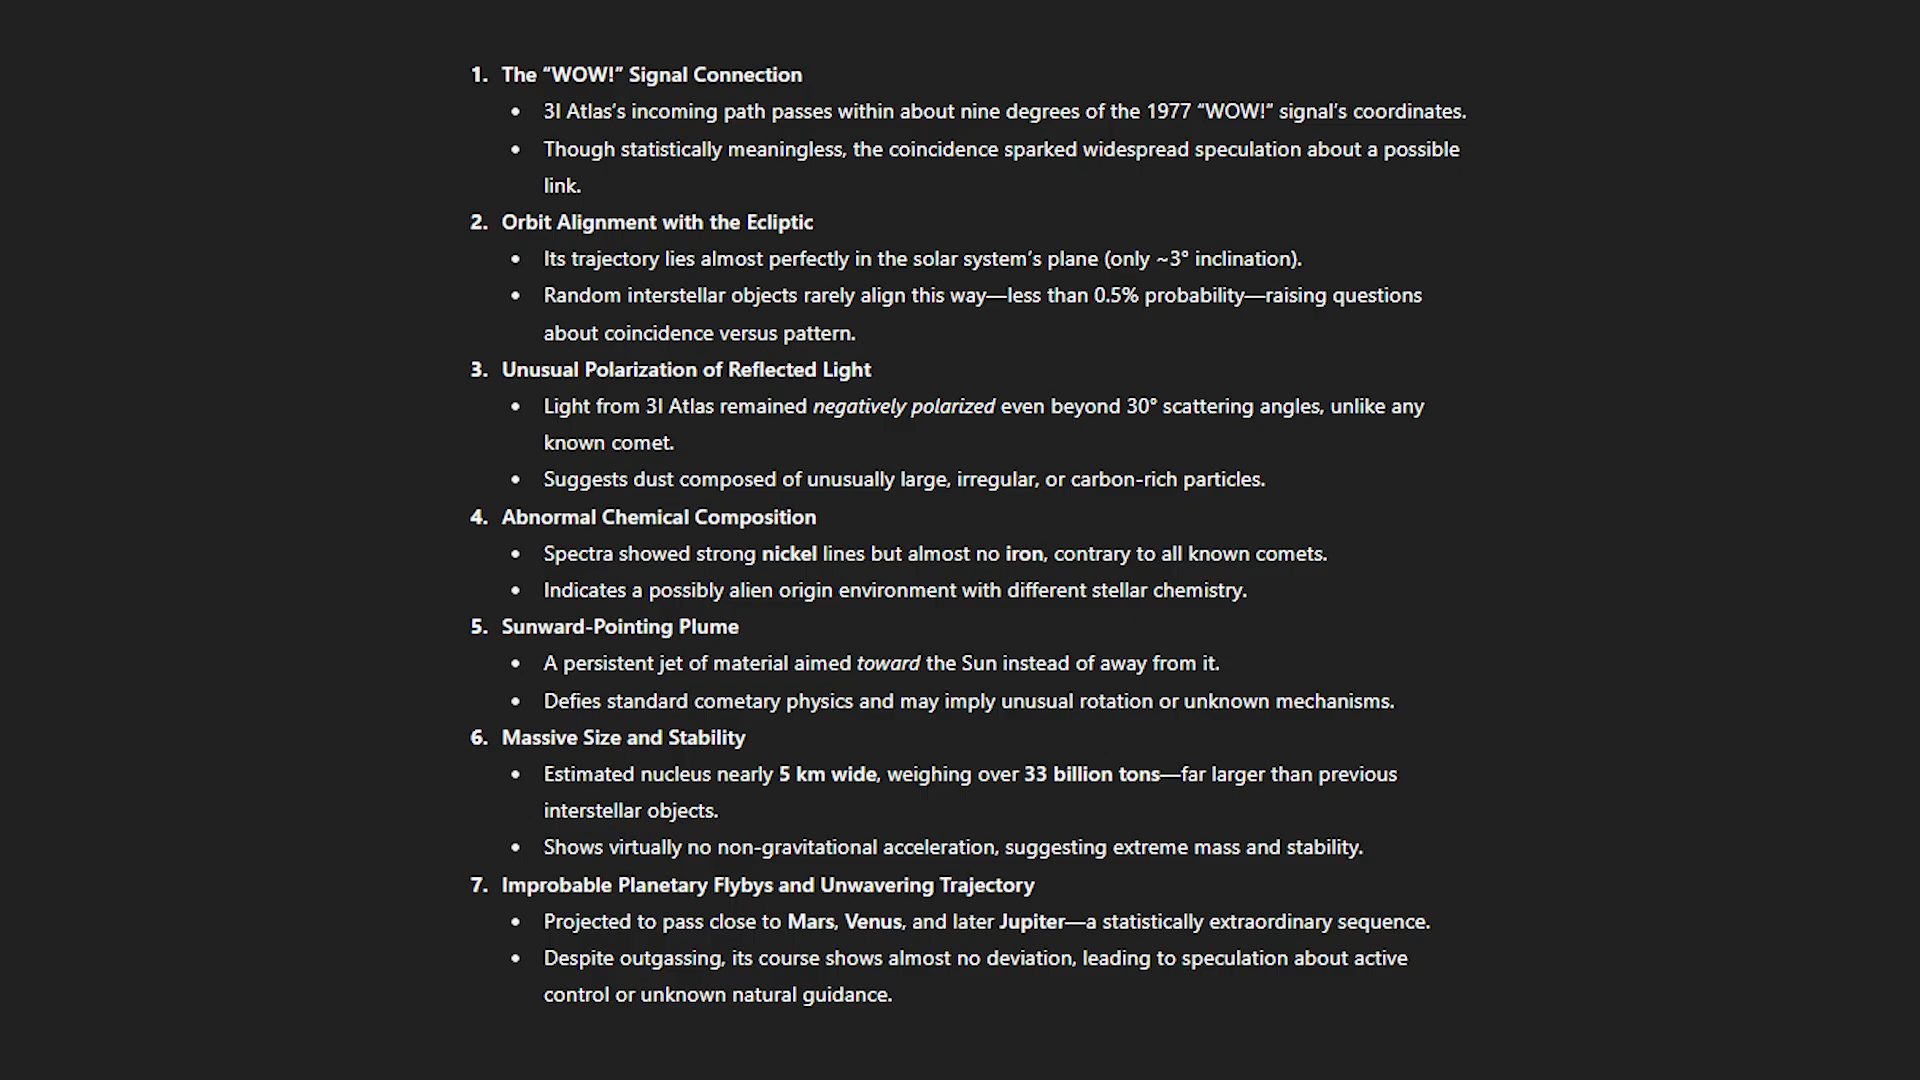 1. The “WOW!” Signal Connection
• 3I Atlas’s incoming path passes within about nine degrees of the 1977 “WOW!” signal’s coordinates.
• Though statistically meaningless, the coincidence sparked widespread speculation about a possible
link.
2. Orbit Alignment with the Ecliptic
• Its trajectory lies almost perfectly in the solar system’s plane (only ~3° inclination).
• Random interstellar objects rarely align this way—less than 0.5% probability—raising questions
about coincidence versus pattern.
3. Unusual Polarization of Reflected Light
• Light from 3I Atlas remained negatively polarized even beyond 30° scattering angles, unlike any
known comet.
• Suggests dust composed of unusually large, irregular, or carbon-rich particles.
4. Abnormal Chemical Composition
• Spectra showed strong nickel lines but almost no iron, contrary to all known comets.
• Indicates a possibly alien origin environment with different stellar chemistry.
5. Sunward-Pointing Plume
• A persistent jet of material aimed toward the Sun instead of away from it.
• Defies standard cometary physics and may imply unusual rotation or unknown mechanisms.
6. Massive Size and Stability
• Estimated nucleus nearly 5 km wide, weighing over 33 billion tons—far larger than previous
interstellar objects.
• Shows virtually no non-gravitational acceleration, suggesting extreme mass and stability.
7. Improbable Planetary Flybys and Unwavering Trajectory
• Projected to pass close to Mars, Venus, and later Jupiter—a statistically extraordinary sequence.
• Despite outgassing, its course shows almost no deviation, leading to speculation about active
control or unknown natural guidance.